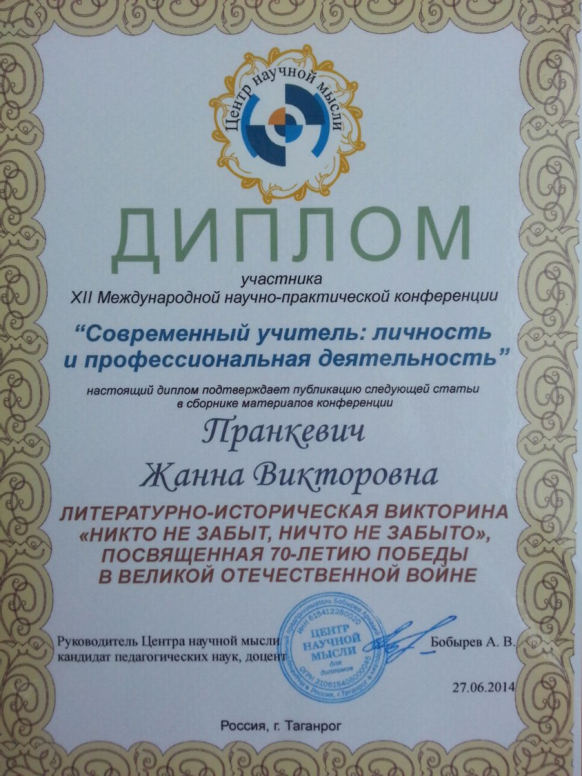 Центр научной мысли
ДИПЛОМ
участника
XII Международной научно-практической конференции
“Современный учитель: личность
и профессиональная деятельность”
настоящий диплом подтверждает публикацию следующей статьи
в сборнике материалов конференции
Пранкевич
Жанна Викторовна
ЛИТЕРАТУРНО-ИСТОРИЧЕСКАЯ ВИКТОРИНА
«НИКТО НЕ ЗАБЫТ, НИЧТО НЕ ЗАБЫТО»,
ПОСВЯЩЕННАЯ 70-ЛЕТИЮ ПОБЕДЫ
В ВЕЛИКОЙ ОТЕЧЕСТВЕННОЙ ВОЙНЕ
Руководитель Центра научной мысли
кандидат педагогических наук, доцент
ЦЕНТР
НАУЧНОЙ
МЫСЛИ
для
дипломов
Бобырев А. В.
27.06.2014
Россия, г. Таганрог